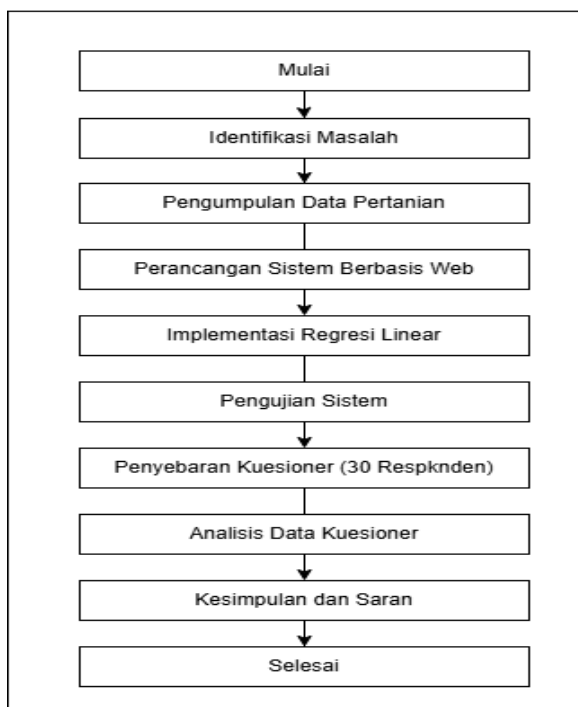 Mulai
Identifikasi Masalah
Pengumpulan Data Pertanian
Perancangan Sistem Berbasis Web
Implementasi Regresi Linear
Pengujian Sistem
Penyebaran Kuesioner (30 Respknden)
Analisis Data Kuesioner
Kesimpulan dan Saran
Selesai